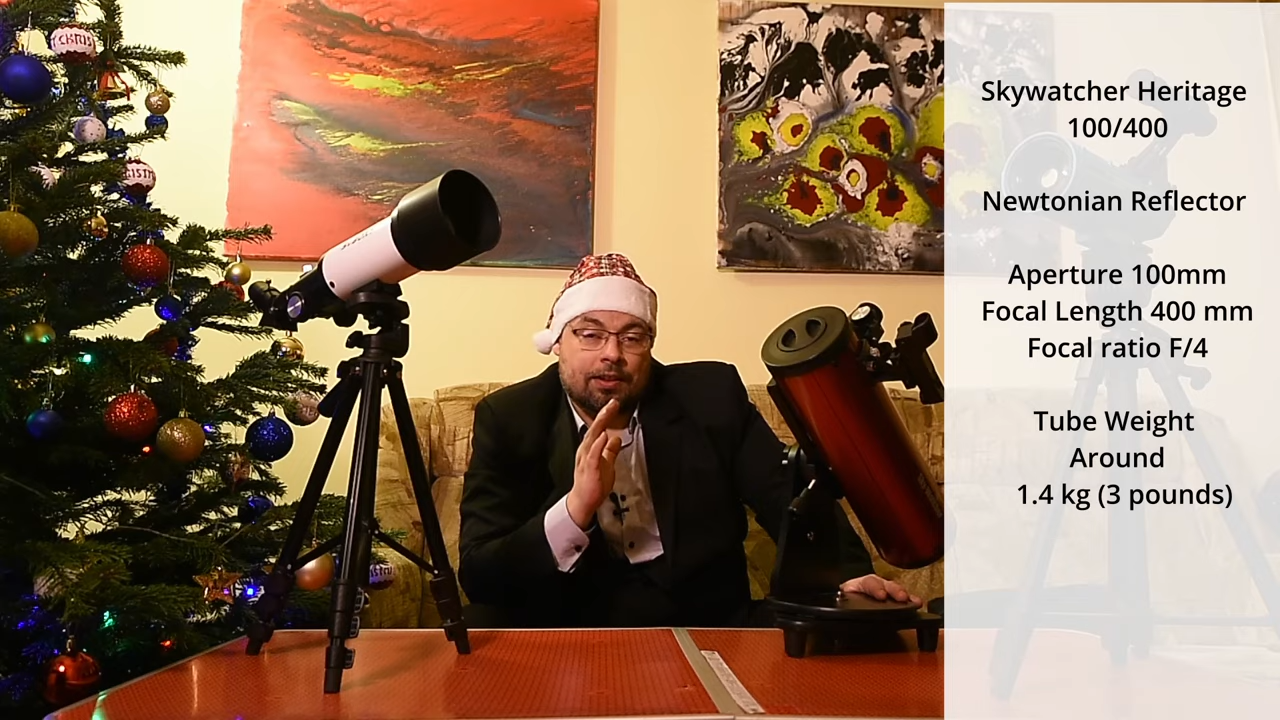 CHRIS
Skywatcher Heritage
100/400
Newtonian Reflector
Aperture 100mm
Focal Length 400 mm
Focal ratio F/4
Tube Weight
Around
1.4 kg (3 pounds)